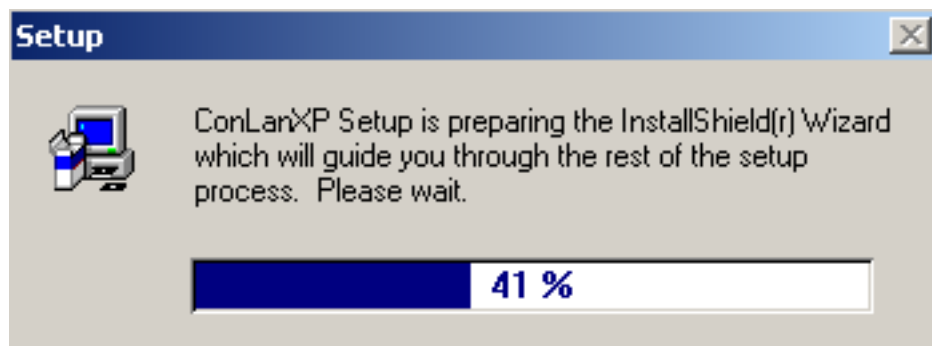 Setup
ConLanXP Setup is preparing the InstallShield(r) Wizard
which will guide you through the rest of the setup
process.  Please wait.
41 %